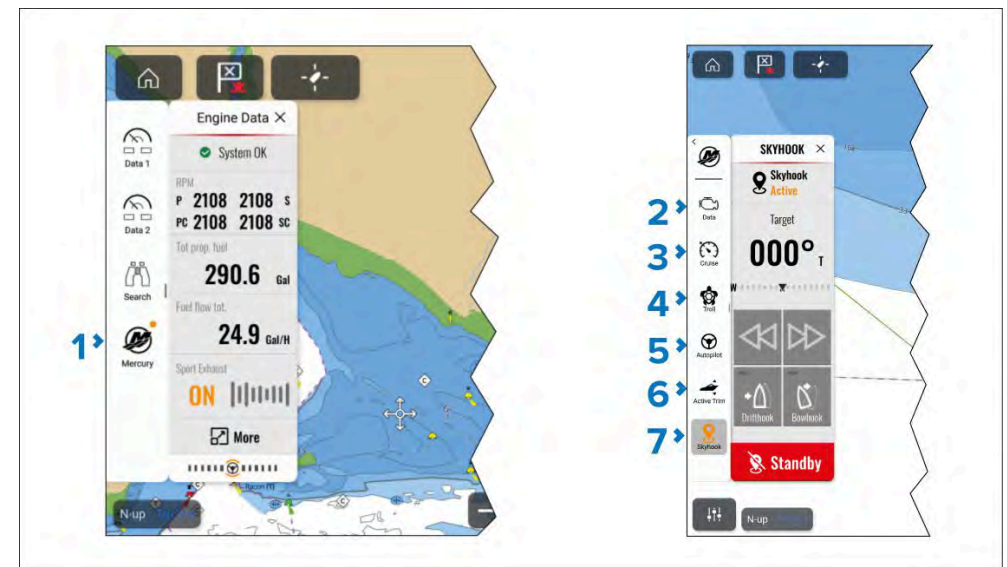 Engine Data
System OK
Data 1
RPM
P 2108 2108 S
PC 2108 2108 SC
Data 2
Tot prop. fuel
290.6 Gal
Search
Fuel flow tot.
24.9 Gal/H
1
Mercury
Sport Exhaust
ON
More
Racon (T)
N-up
SKYHOOK
Skyhook
Active
2
Data
Target
3
Cruise
000° T
W
4
Troll
5
Autopilot
6
Active Trim
Drifthook
Bowhook
7
Skyhook
Standby
N-up